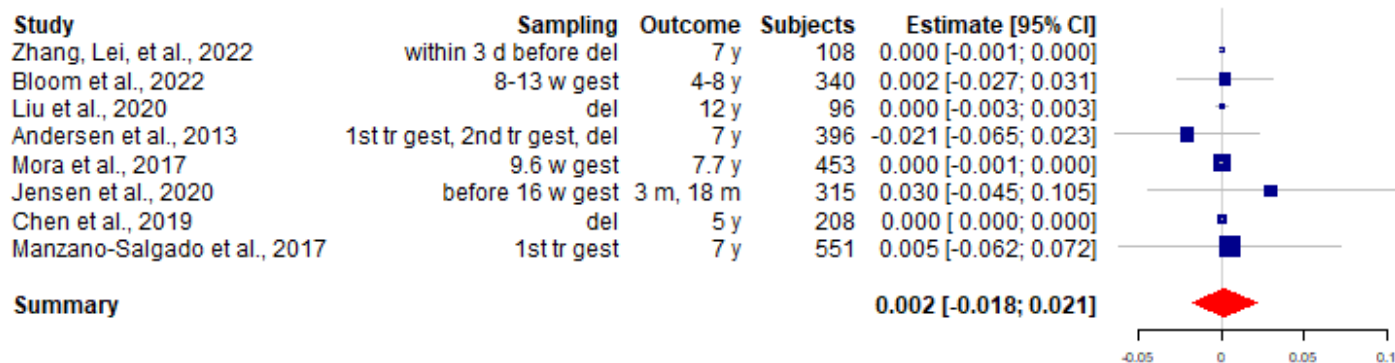 Study Sampling Outcome Subjects Estimate [95% CI]
Zhang, Lei, et al., 2022 within 3 d before del 7 y 108 0.000 [-0.001; 0.000]
Bloom et al., 2022 8-13 w gest 4-8 y 340 0.002 [-0.027; 0.031]
Liu et al., 2020 del 12 y 96 0.000 [-0.003; 0.003]
Andersen et al., 2013 1st tr gest, 2nd tr gest, del 7 y 396 -0.021 [-0.065; 0.023]
Mora et al., 2017 9.6 w gest 7.7 y 453 0.000 [-0.001; 0.000]
Jensen et al., 2020 before 16 w gest 3 m, 18 m 315 0.030 [-0.045; 0.105]
Chen et al., 2019 del 5 y 208 0.000 [ 0.000; 0.000]
Manzano-Salgado et al., 2017 1st tr gest 7 y 551 0.005 [-0.062; 0.072]
Summary 0.002 [-0.018; 0.021]
-0.05 0 0.05 0.1